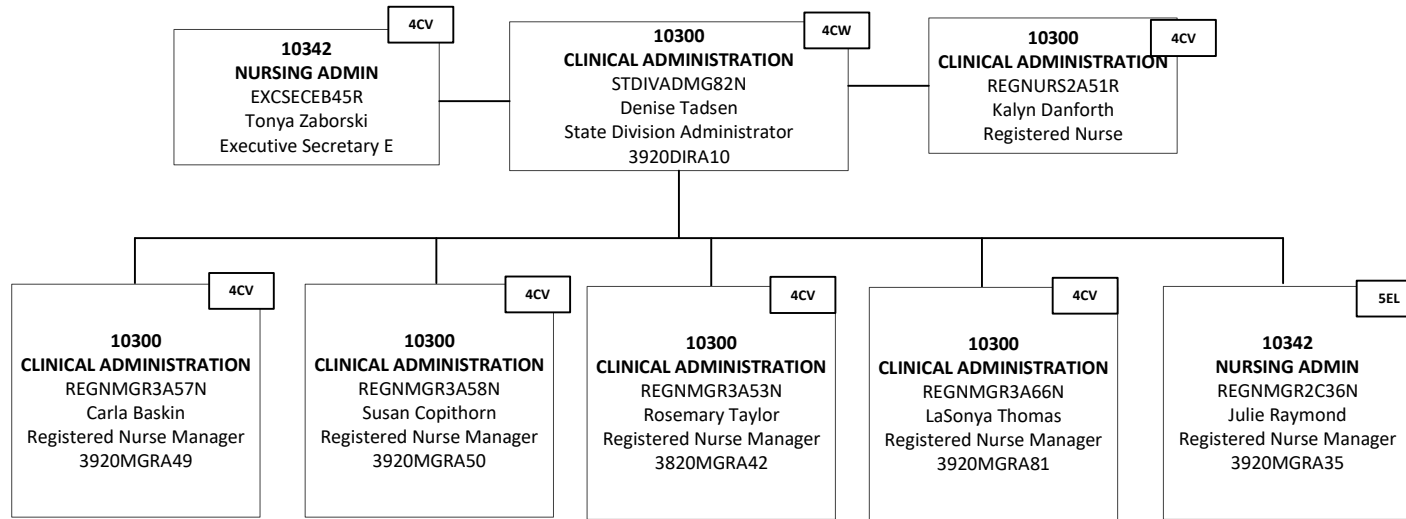 4CV
10342
NURSING ADMIN
EXCSECEB45R
Tonya Zaborski
Executive Secretary E
4CW
10300
CLINICAL ADMINISTRATION
STDIVADMG82N
Denise Tadsen
State Division Administrator
3920DIRA10
4CV
10300
CLINICAL ADMINISTRATION
REGNURS2A51R
Kalyn Danforth
Registered Nurse
4CV
10300
CLINICAL ADMINISTRATION
REGNMGR3A57N
Carla Baskin
Registered Nurse Manager
3920MGRA49
4CV
10300
CLINICAL ADMINISTRATION
REGNMGR3A58N
Susan Copithorn
Registered Nurse Manager
3920MGRA50
4CV
10300
CLINICAL ADMINISTRATION
REGNMGR3A53N
Rosemary Taylor
Registered Nurse Manager
3820MGRA42
4CV
10300
CLINICAL ADMINISTRATION
REGNMGR3A66N
LaSonya Thomas
Registered Nurse Manager
3920MGRA81
5EL
10342
NURSING ADMIN
REGNMGR2C36N
Julie Raymond
Registered Nurse Manager
3920MGRA35